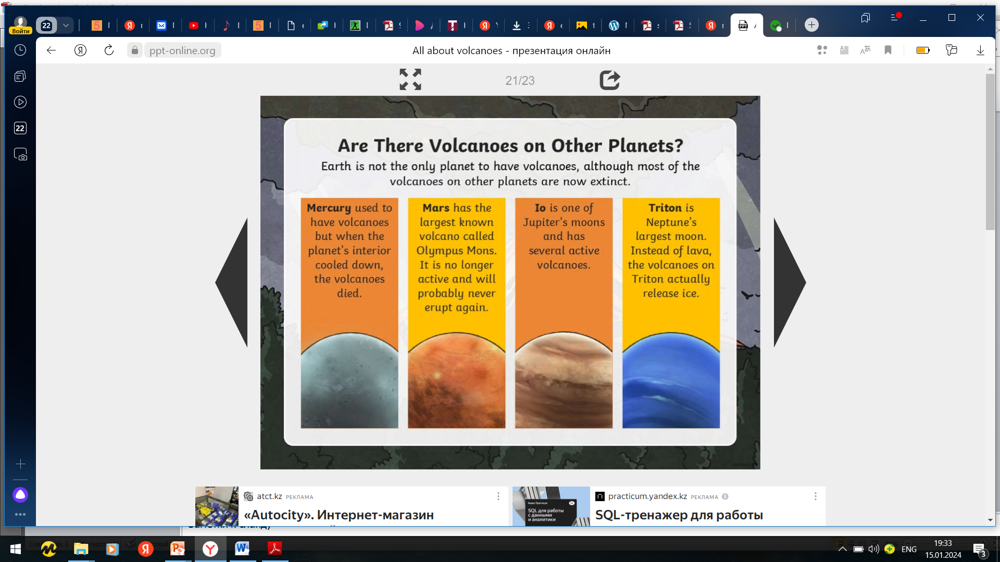 22
Войти
ppt-online.org
All about volcanoes - презентация онлайн
22
21/23
Are There Volcanoes on Other Planets?
Earth is not the only planet to have volcanoes, although most of the
volcanoes on other planets are now extinct.
Mercury used to
have volcanoes
but when the
planet's interior
cooled down,
the volcanoes
died.
Mars has the
largest known
volcano called
Olympus Mons.
It is no longer
active and will
probably never
erupt again.
Io is one of
Jupiter's moons
and has
several active
volcanoes.
Triton is
Neptune's
largest moon.
Instead of lava,
the volcanoes on
Triton actually
release ice.
atct.kz РЕКЛАМА
«Autocity». Интернет-магазин
Яндекс Практикум
SQL для работы
с данными
и аналитики
practicum.yandex.kz РЕКЛАМА
SQL-тренажер для работы
ENG
19:33
15.01.2024
3